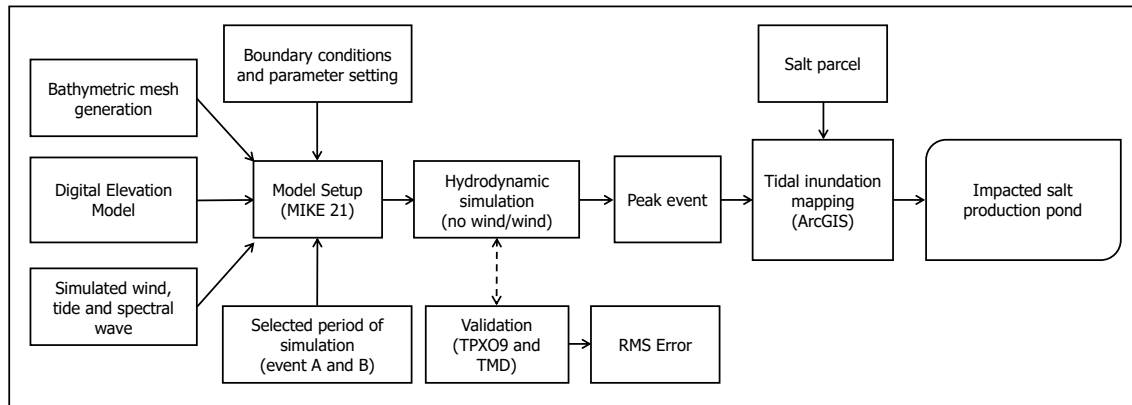 Boundary conditions
and parameter setting
Salt parcel
Bathymetric mesh
generation
Digital Elevation
Model
Model Setup
(MIKE 21)
Hydrodynamic
simulation
(no wind/wind)
Peak event
Tidal inundation
mapping
(ArcGIS)
Impacted salt
production pond
Simulated wind,
tide and spectral
wave
Selected period of
simulation
(event A and B)
Validation
(TPXO9 and
TMD)
RMS Error